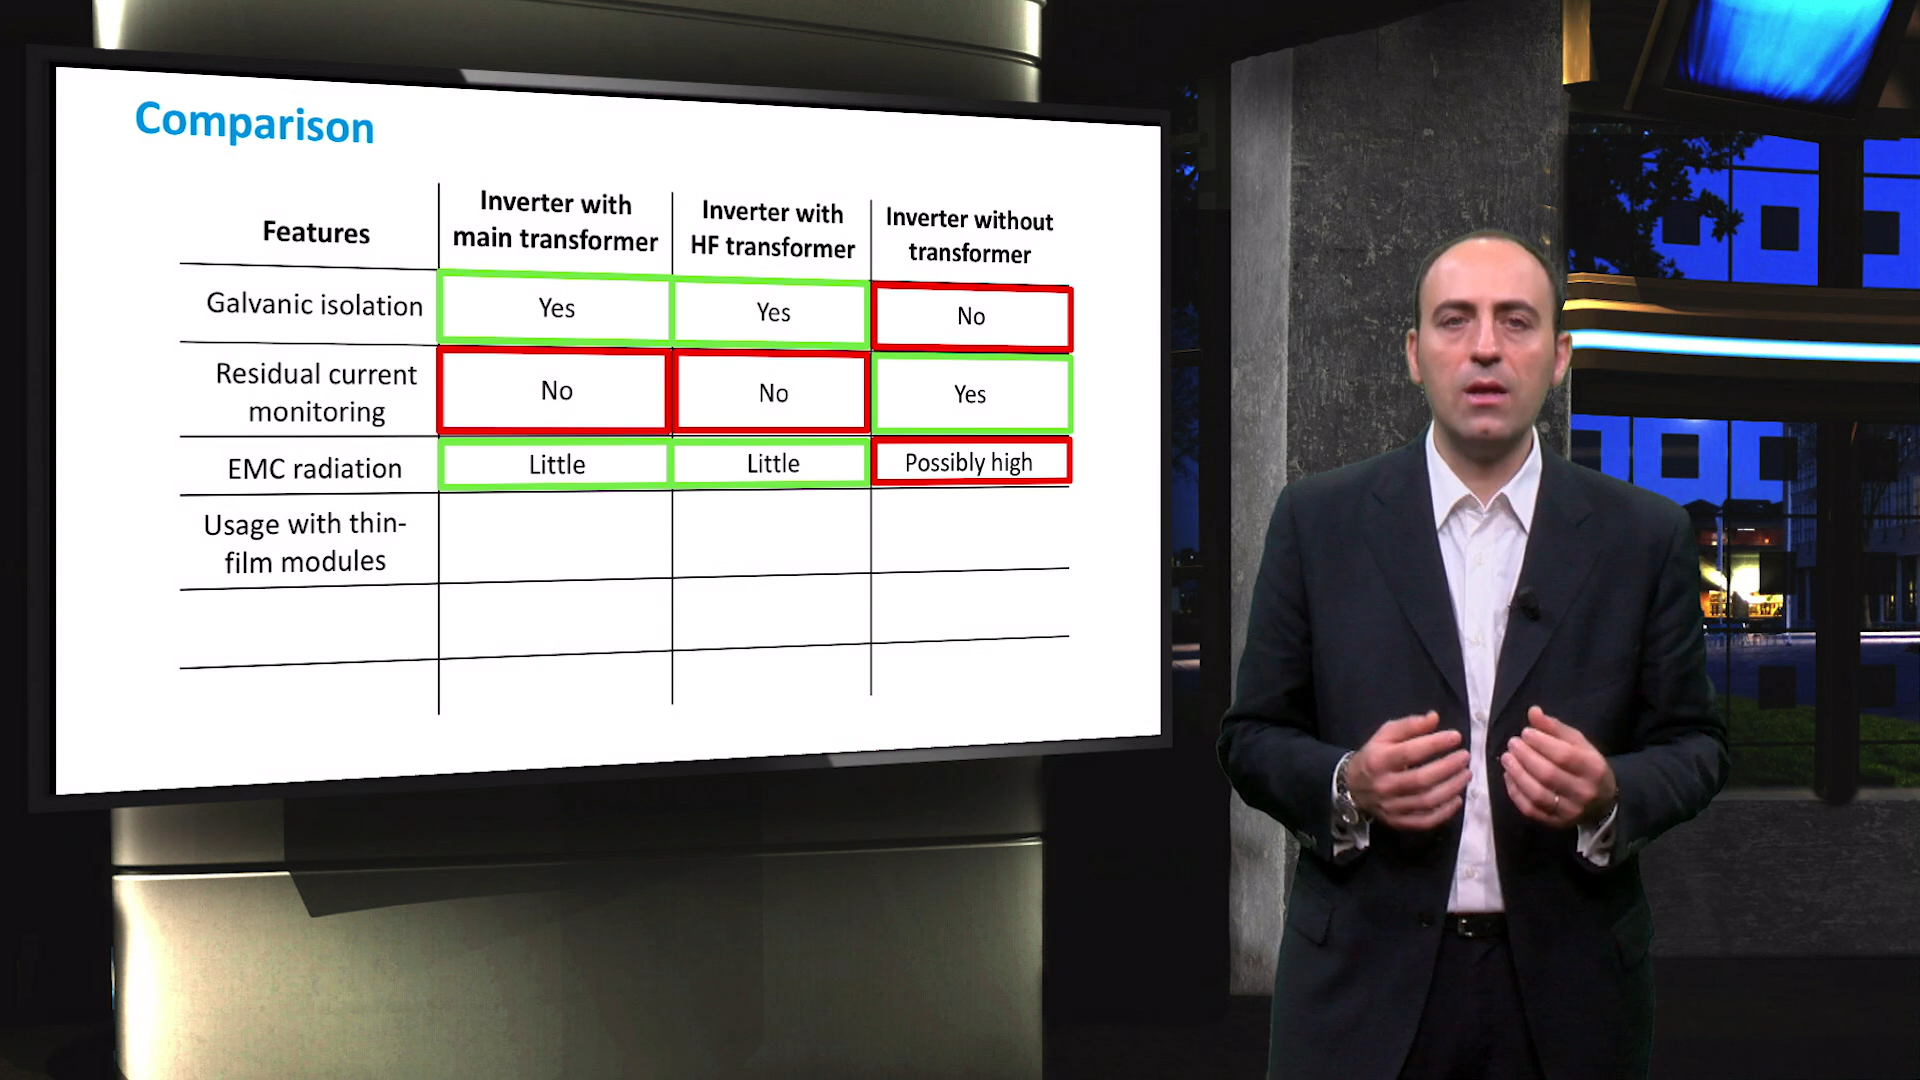 Comparison
Features
Inverter with
main transformer
Inverter with
HF transformer
Inverter without
transformer
Galvanic isolation
Yes
Yes
No
Residual current
monitoring
No
No
Yes
EMC radiation
Little
Little
Possibly high
Usage with thin-
film modules